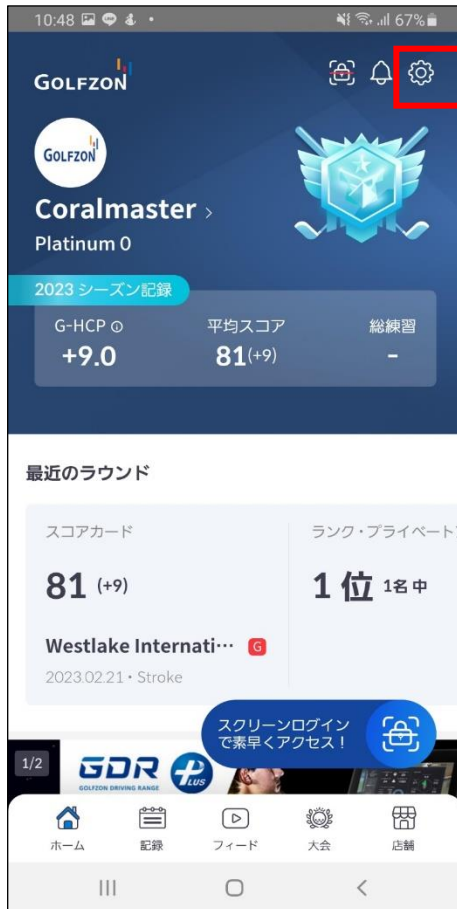 10:48 67%
GOLFZON
GOLFZON
Coralmaster >
Platinum 0
2023 シーズン記録
G-HCP 平均スコア 総練習
+9.0 81(+9) -
最近のラウンド
スコアカード ランク・プライベート
81 (+9) 1 位 1名 中
Westlake Internati… G
2023.02.21・Stroke
スクリーンログイン
で素早くアクセス！
1/2 GDR PLUS
GOLFZON DRIVING RANGE
ホーム 記録 フィード 大会 店舗